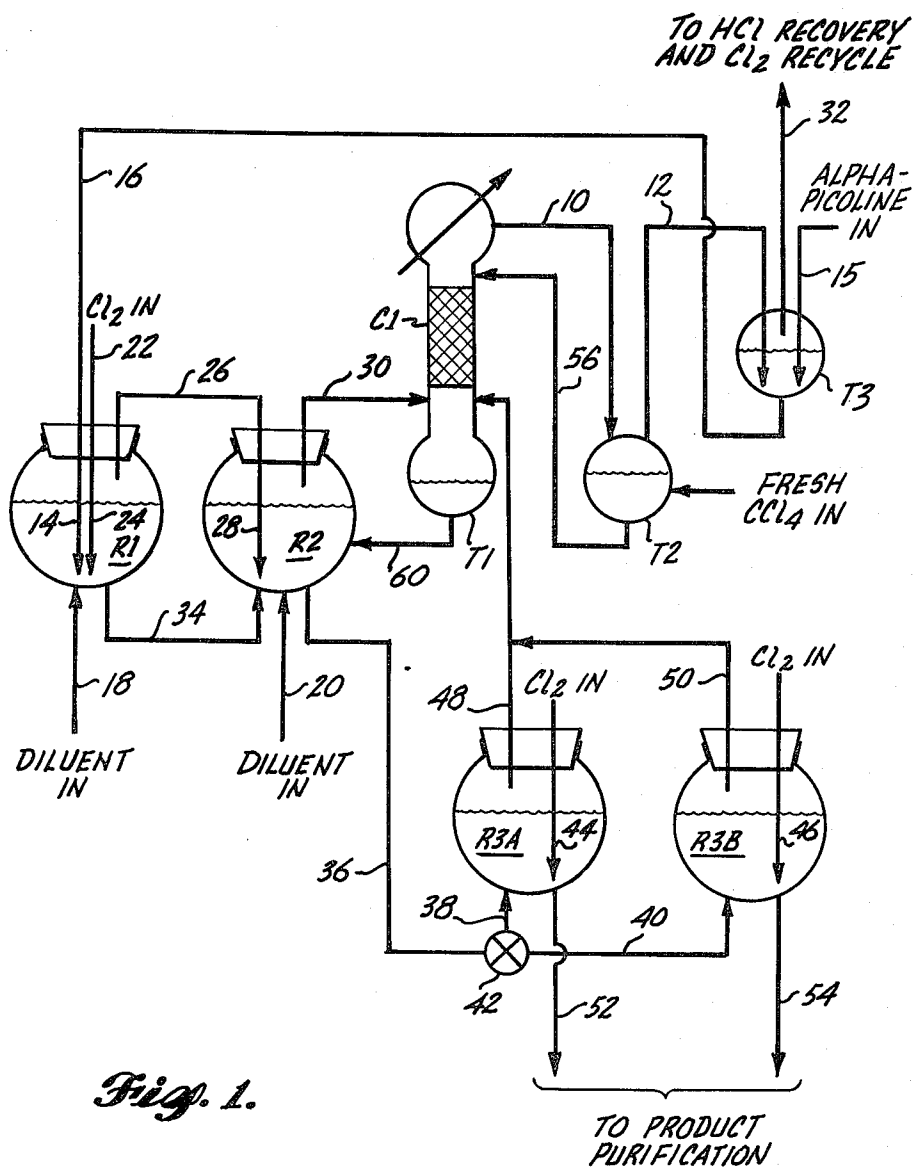 TO HCl RECOVERY
AND Cl2 RECYCLE
32
16
10
12
ALPHA-
PICOLINE
IN
15
Cl2 IN
22
C1
26
30
56
T3
FRESH
CCl4 IN
14
24
R1
28
R2
60
T1
T2
34
18
20
48
Cl2 IN
50
Cl2 IN
DILUENT
IN
DILUENT
IN
R3A
44
R3B
46
36
38
40
42
52
54
Fig. 1.
TO PRODUCT
PURIFICATION